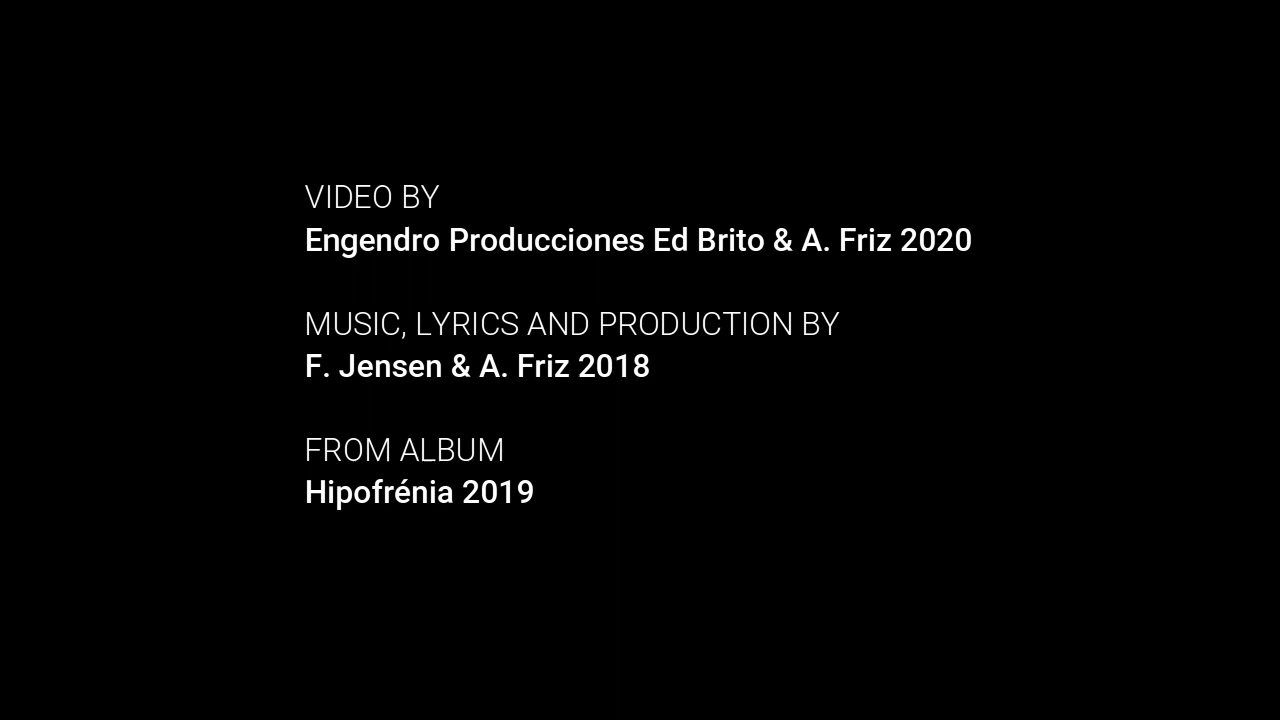 VIDEO BY
Engendro Producciones Ed Brito & A. Friz 2020
MUSIC, LYRICS AND PRODUCTION BY
F. Jensen & A. Friz 2018
FROM ALBUM
Hipofrénia 2019